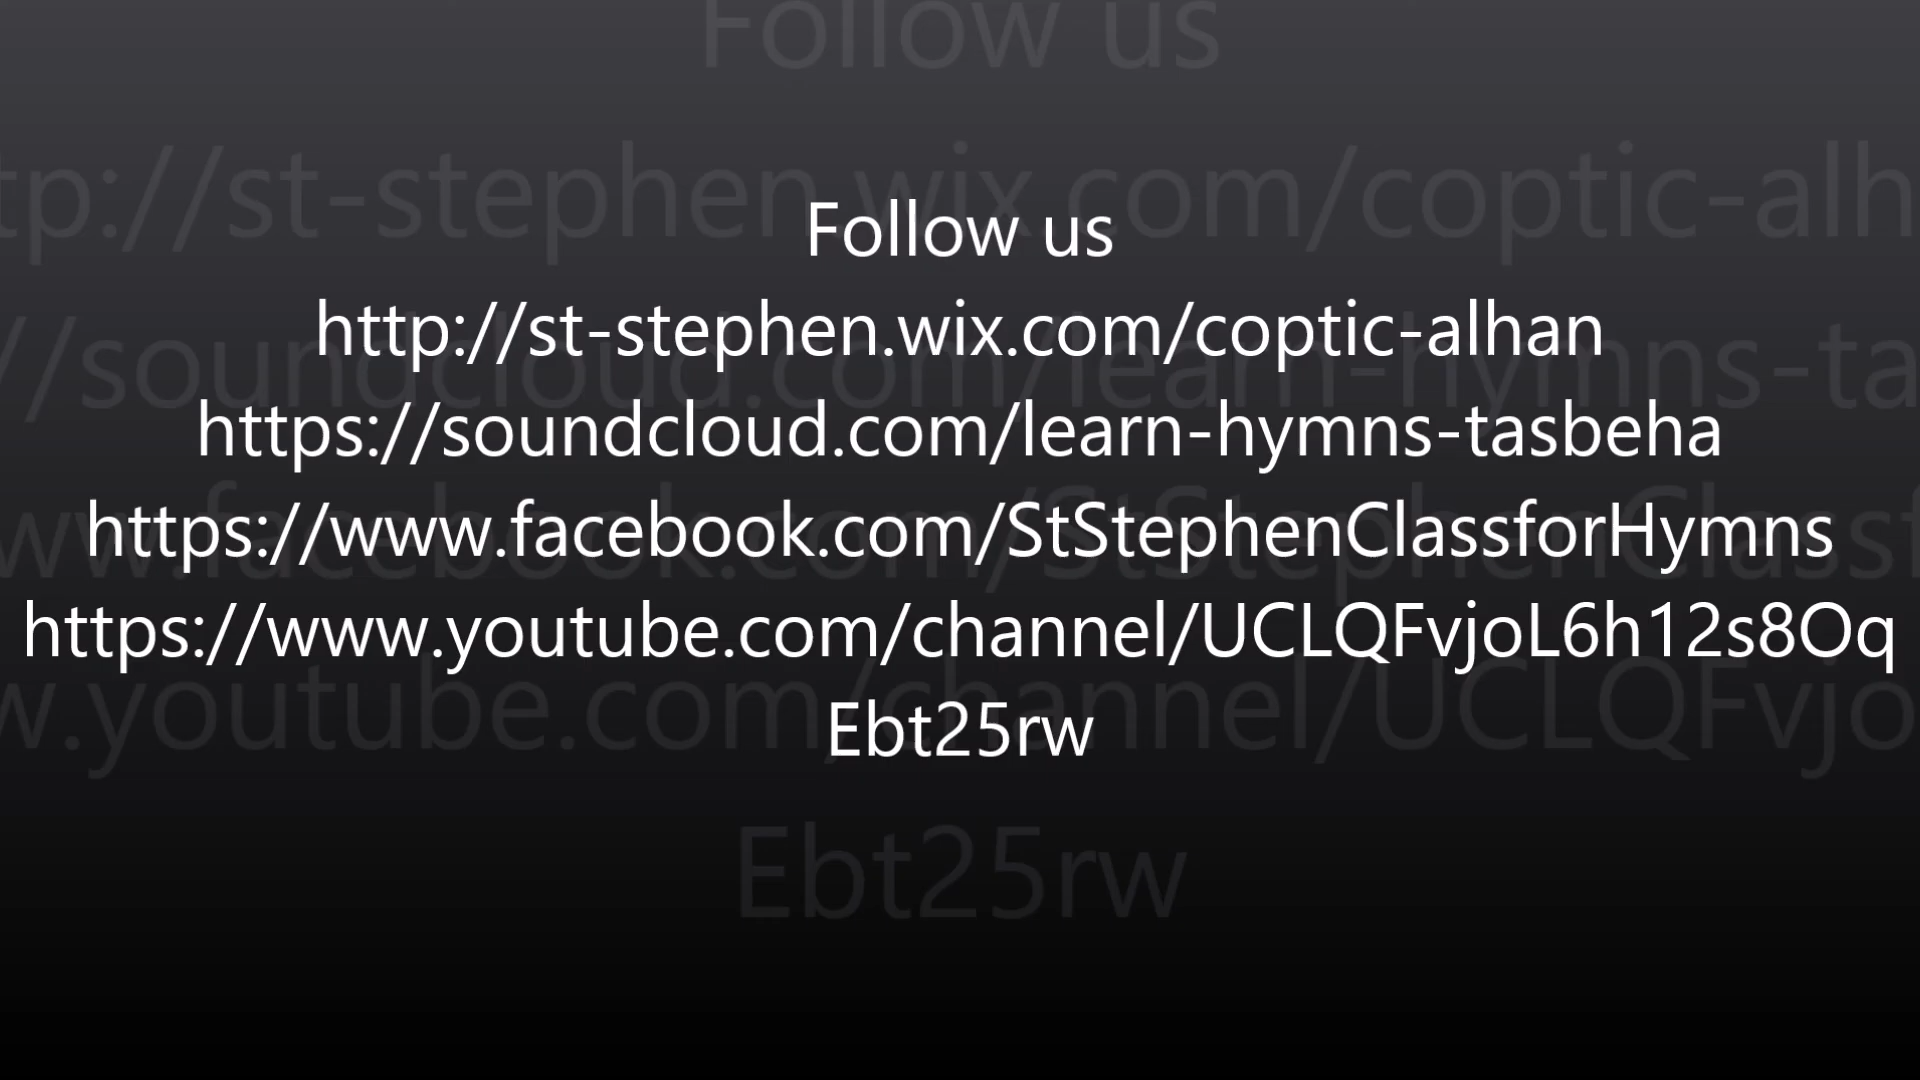 Follow us
http://st-stephen.wix.com/coptic-alhan
https://soundcloud.com/learn-hymns-tasbeha
https://www.facebook.com/StStephenClassforHymns
https://www.youtube.com/channel/UCLQFvjoL6h12s8Oq
Ebt25rw